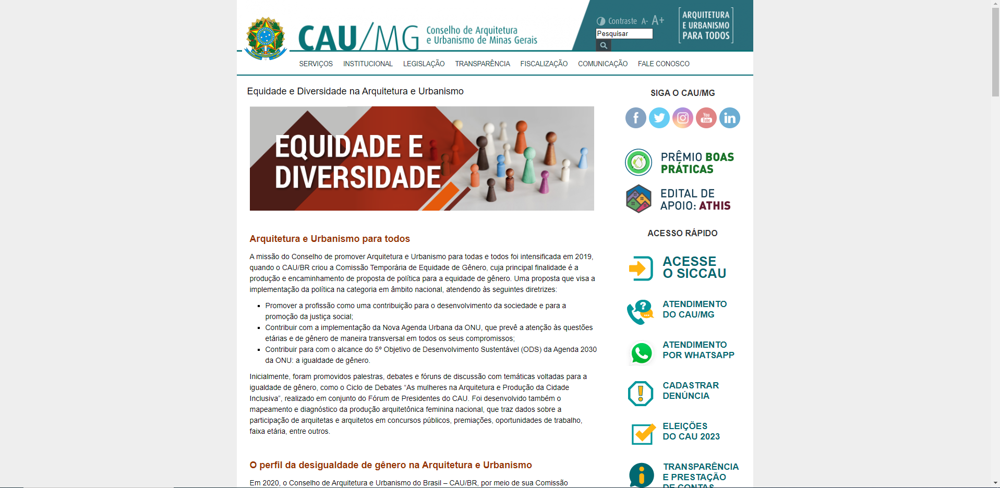 CAU/MG
Conselho de Arquitetura
e Urbanismo de Minas Gerais
Contraste A- A+
Pesquisar
ARQUITETURA
E URBANISMO
PARA TODOS
SERVIÇOS INSTITUCIONAL LEGISLAÇÃO TRANSPARÊNCIA FISCALIZAÇÃO COMUNICAÇÃO FALE CONOSCO
Equidade e Diversidade na Arquitetura e Urbanismo
EQUIDADE E
DIVERSIDADE
Arquitetura e Urbanismo para todos
A missão do Conselho de promover Arquitetura e Urbanismo para todas e todos foi intensificada em 2019,
quando o CAU/BR criou a Comissão Temporária de Equidade de Gênero, cuja principal finalidade é a
produção e encaminhamento de proposta de política para a equidade de gênero. Uma proposta que visa a
implementação da política na categoria em âmbito nacional, atendendo às seguintes diretrizes:
Promover a profissão como uma contribuição para o desenvolvimento da sociedade e para a
promoção da justiça social;
Contribuir com a implementação da Nova Agenda Urbana da ONU, que prevê a atenção às questões
etárias e de gênero de maneira transversal em todos os seus compromissos;
Contribuir para com o alcance do 5º Objetivo de Desenvolvimento Sustentável (ODS) da Agenda 2030
da ONU: a igualdade de gênero.
Inicialmente, foram promovidos palestras, debates e fóruns de discussão com temáticas voltadas para a
igualdade de gênero, como o Ciclo de Debates “As mulheres na Arquitetura e Produção da Cidade
Inclusiva”, realizado em conjunto do Fórum de Presidentes do CAU. Foi desenvolvido também o
mapeamento e diagnóstico da produção arquitetônica feminina nacional, que traz dados sobre a
participação de arquitetas e arquitetos em concursos públicos, premiações, oportunidades de trabalho,
faixa etária, entre outros.
O perfil da desigualdade de gênero na Arquitetura e Urbanismo
Em 2020, o Conselho de Arquitetura e Urbanismo do Brasil – CAU/BR, por meio de sua Comissão
SIGA O CAU/MG
f
You
Tube
in
PRÊMIO BOAS
PRÁTICAS
EDITAL DE
APOIO: ATHIS
ACESSO RÁPIDO
ACESSE
O SICCAU
ATENDIMENTO
DO CAU/MG
ATENDIMENTO
POR WHATSAPP
CADASTRAR
DENÚNCIA
ELEIÇÕES
DO CAU 2023
TRANSPARÊNCIA
E PRESTAÇÃO
DE CONTAS